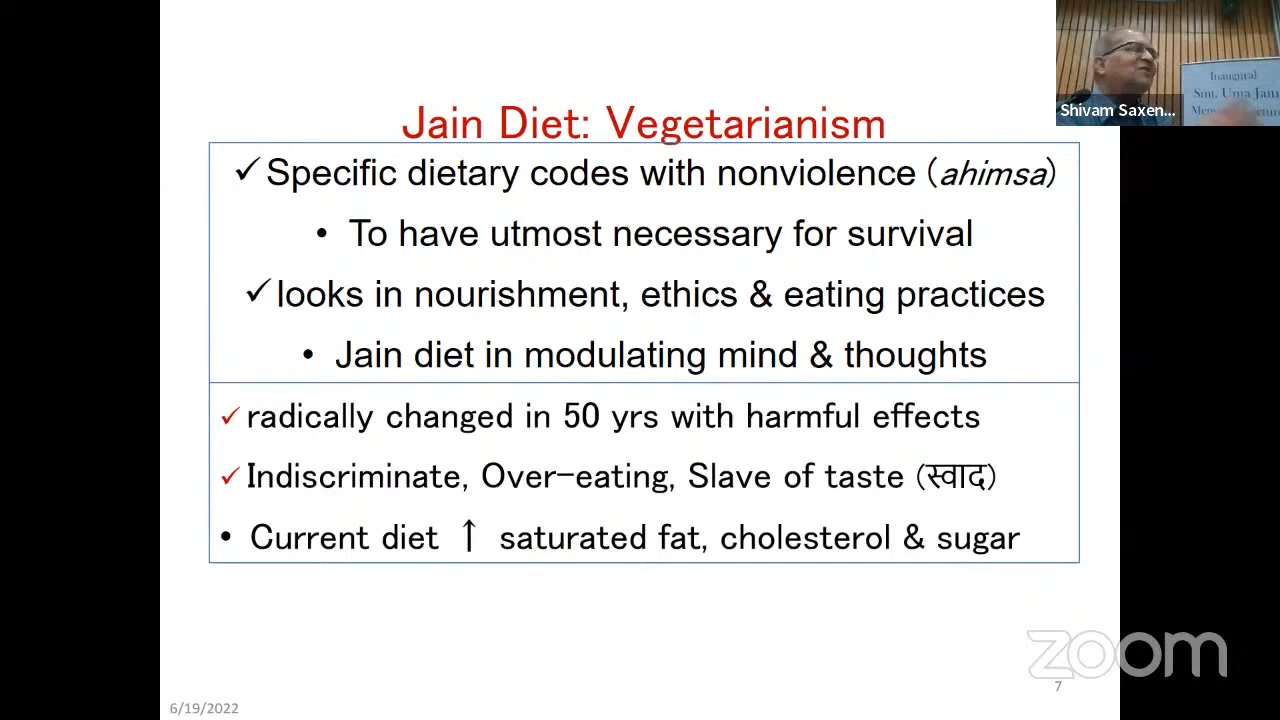 Inaugural
Smt. Uma Jain
Shivam Saxen...
Jain Diet: Vegetarianism
✓ Specific dietary codes with nonviolence (ahimsa)
• To have utmost necessary for survival
✓ looks in nourishment, ethics & eating practices
• Jain diet in modulating mind & thoughts
✓ radically changed in 50 yrs with harmful effects
✓ Indiscriminate, Over-eating, Slave of taste (स्वाद)
• Current diet ↑ saturated fat, cholesterol & sugar
zoom
7
6/19/2022